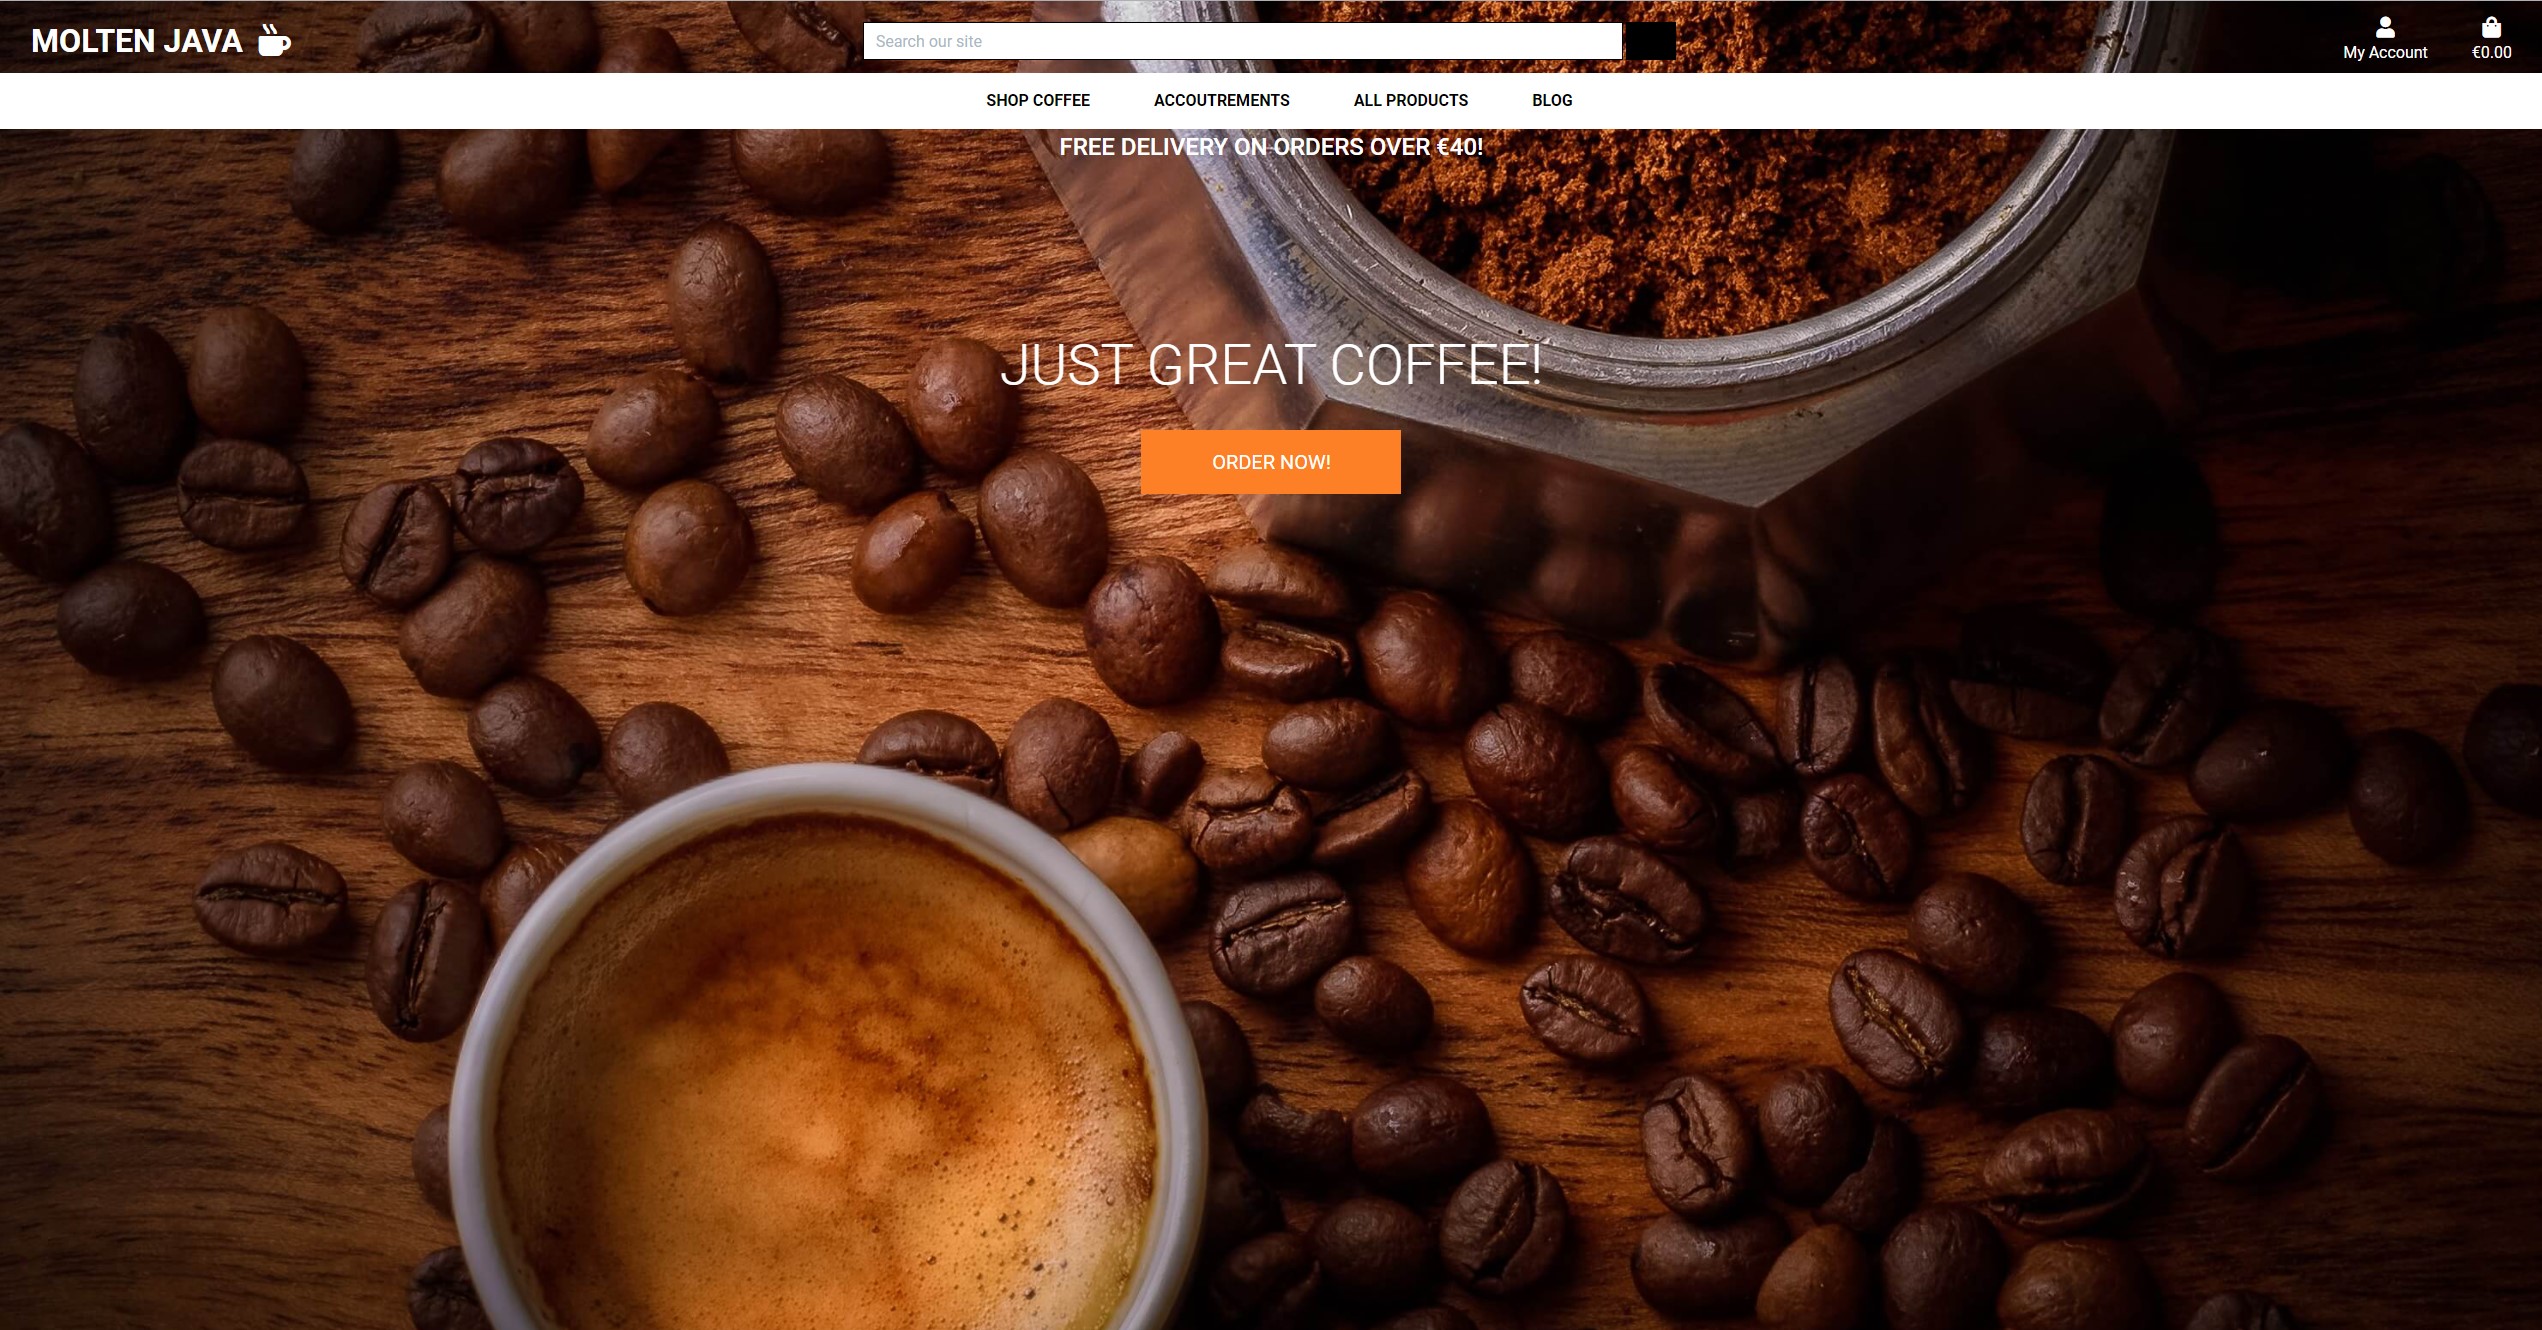 MOLTEN JAVA
Search our site
My Account
€0.00
SHOP COFFEE
ACCOUTREMENTS
ALL PRODUCTS
BLOG
FREE DELIVERY ON ORDERS OVER €40!
JUST GREAT COFFEE!
ORDER NOW!